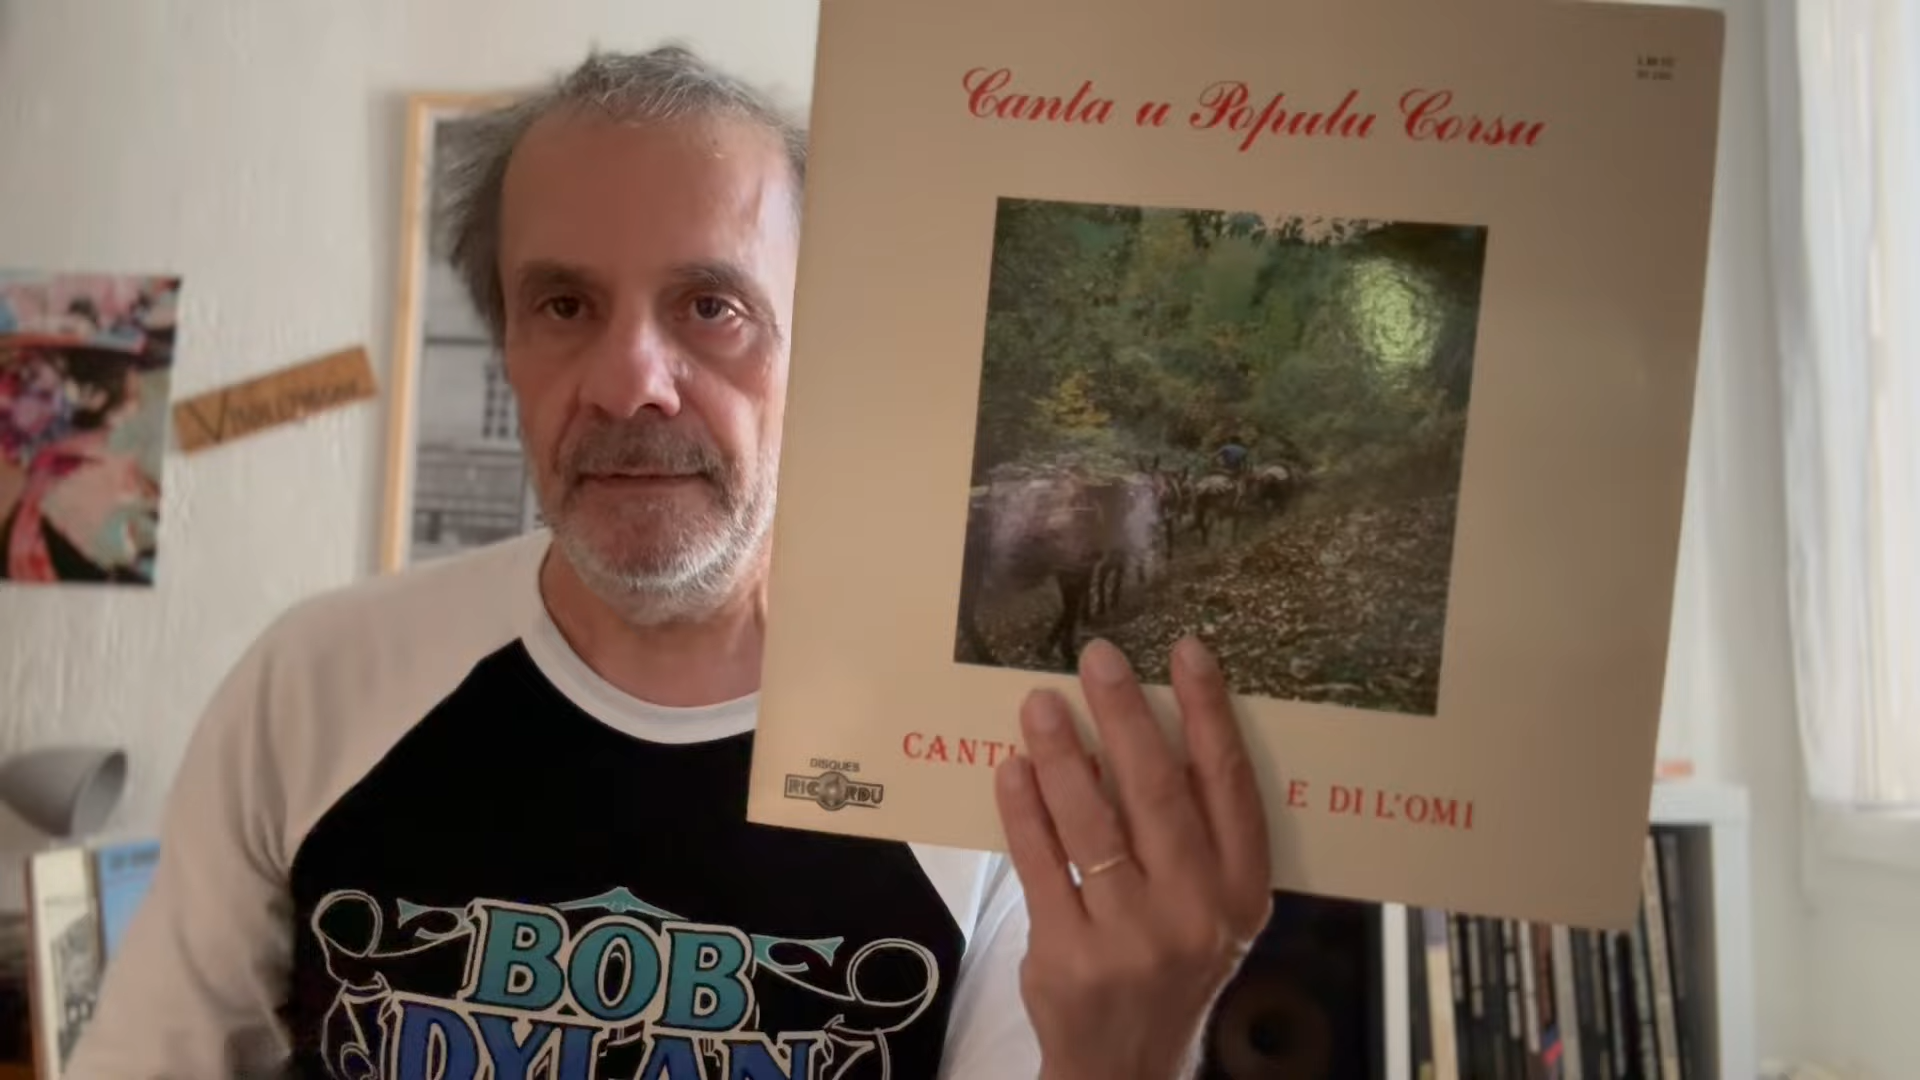 Canta u Populu Corsu
CANTI
E DI L'OMI
DISQUES
RICORDU
BOB
DYLAN